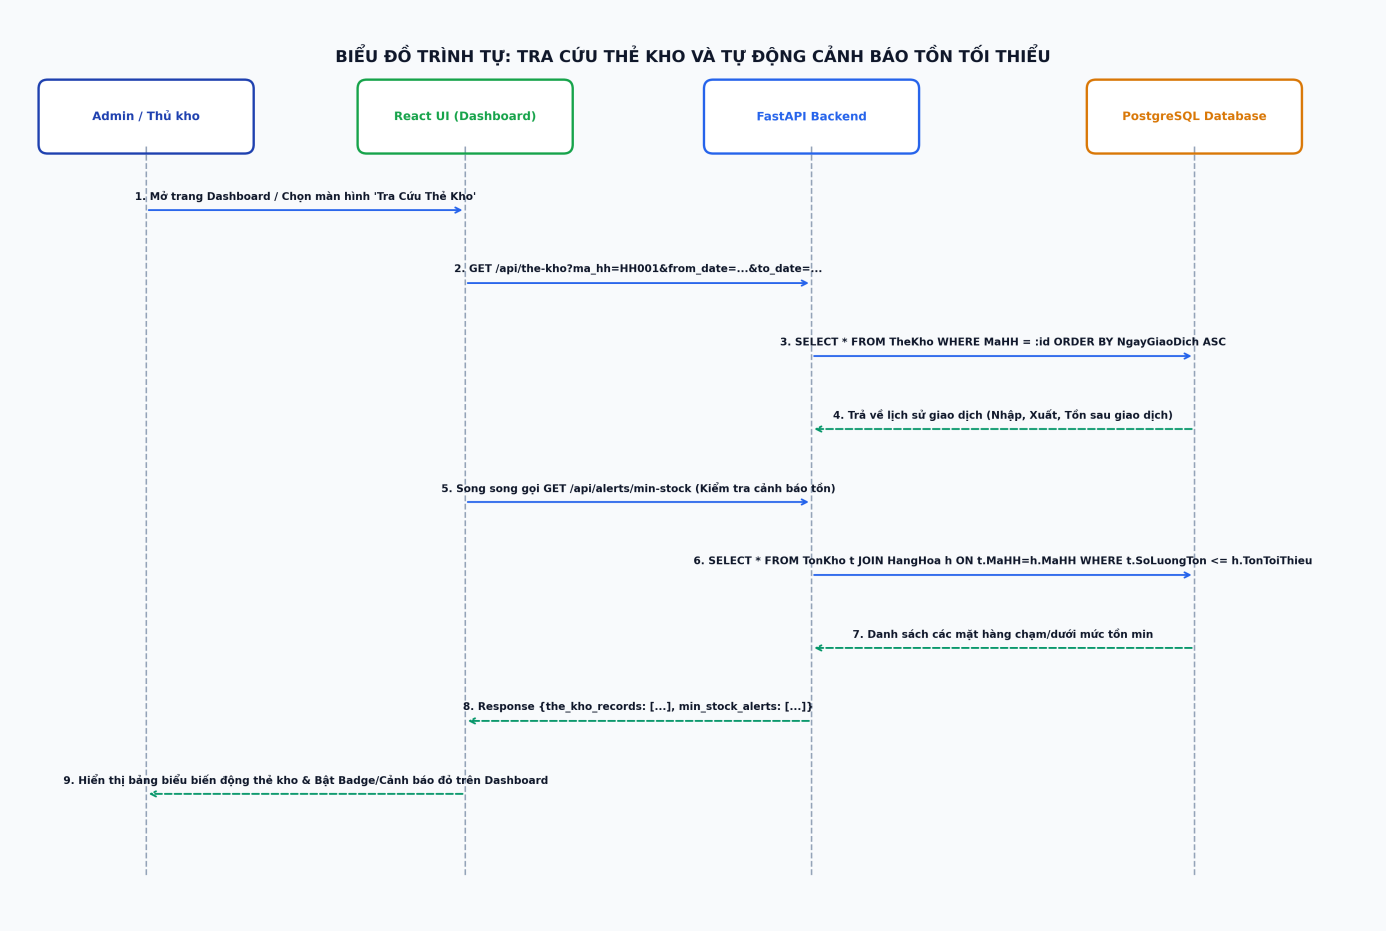 BIỂU ĐỒ TRÌNH TỰ: TRA CỨU THẺ KHO VÀ TỰ ĐỘNG CẢNH BÁO TỒN TỐI THIỂU
Admin / Thủ kho
React UI (Dashboard)
FastAPI Backend
PostgreSQL Database
1. Mở trang Dashboard / Chọn màn hình 'Tra Cứu Thẻ Kho'
2. GET /api/the-kho?ma_hh=HH001&from_date=...&to_date=...
3. SELECT * FROM TheKho WHERE MaHH = :id ORDER BY NgayGiaoDich ASC
4. Trả về lịch sử giao dịch (Nhập, Xuất, Tồn sau giao dịch)
5. Song song gọi GET /api/alerts/min-stock (Kiểm tra cảnh báo tồn)
6. SELECT * FROM TonKho t JOIN HangHoa h ON t.MaHH=h.MaHH WHERE t.SoLuongTon <= h.TonToiThieu
7. Danh sách các mặt hàng chạm/dưới mức tồn min
8. Response {the_kho_records: [...], min_stock_alerts: [...]}
9. Hiển thị bảng biểu biến động thẻ kho & Bật Badge/Cảnh báo đỏ trên Dashboard